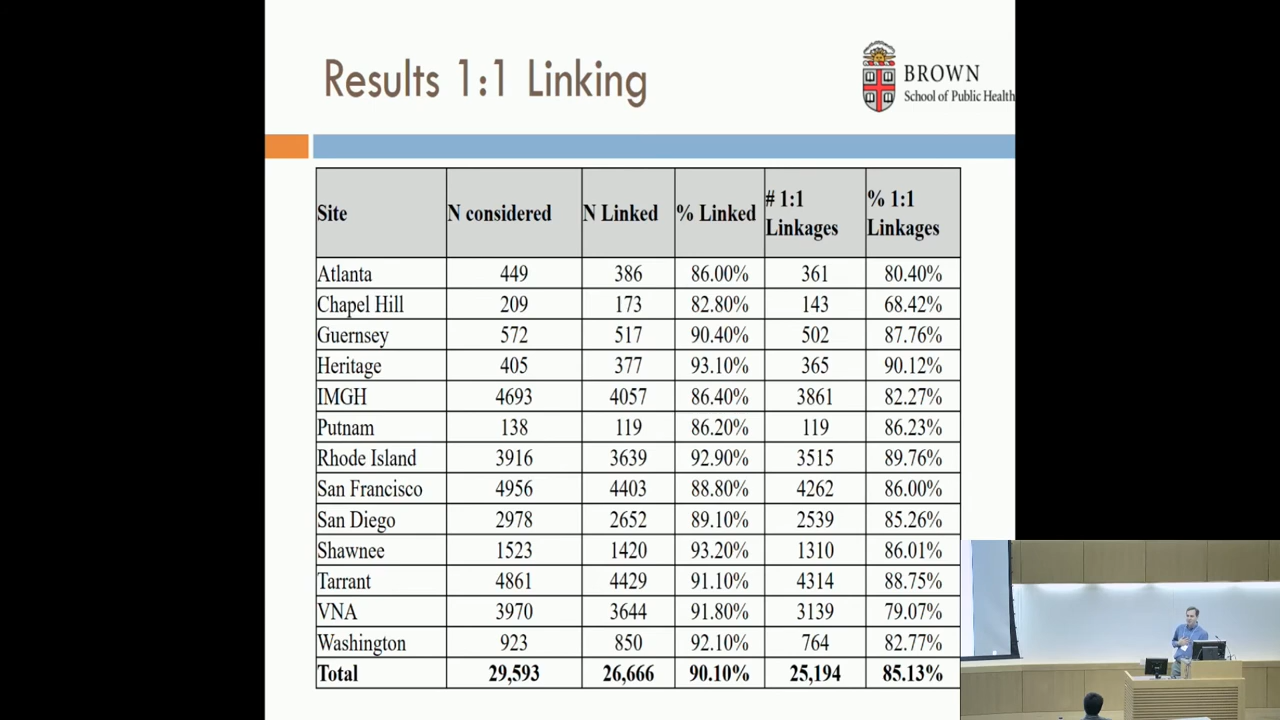 Results 1:1 Linking
BROWN
School of Public Health
Site N considered N Linked % Linked # 1:1 Linkages % 1:1 Linkages
Atlanta 449 386 86.00% 361 80.40%
Chapel Hill 209 173 82.80% 143 68.42%
Guernsey 572 517 90.40% 502 87.76%
Heritage 405 377 93.10% 365 90.12%
IMGH 4693 4057 86.40% 3861 82.27%
Putnam 138 119 86.20% 119 86.23%
Rhode Island 3916 3639 92.90% 3515 89.76%
San Francisco 4956 4403 88.80% 4262 86.00%
San Diego 2978 2652 89.10% 2539 85.26%
Shawnee 1523 1420 93.20% 1310 86.01%
Tarrant 4861 4429 91.10% 4314 88.75%
VNA 3970 3644 91.80% 3139 79.07%
Washington 923 850 92.10% 764 82.77%
Total 29,593 26,666 90.10% 25,194 85.13%